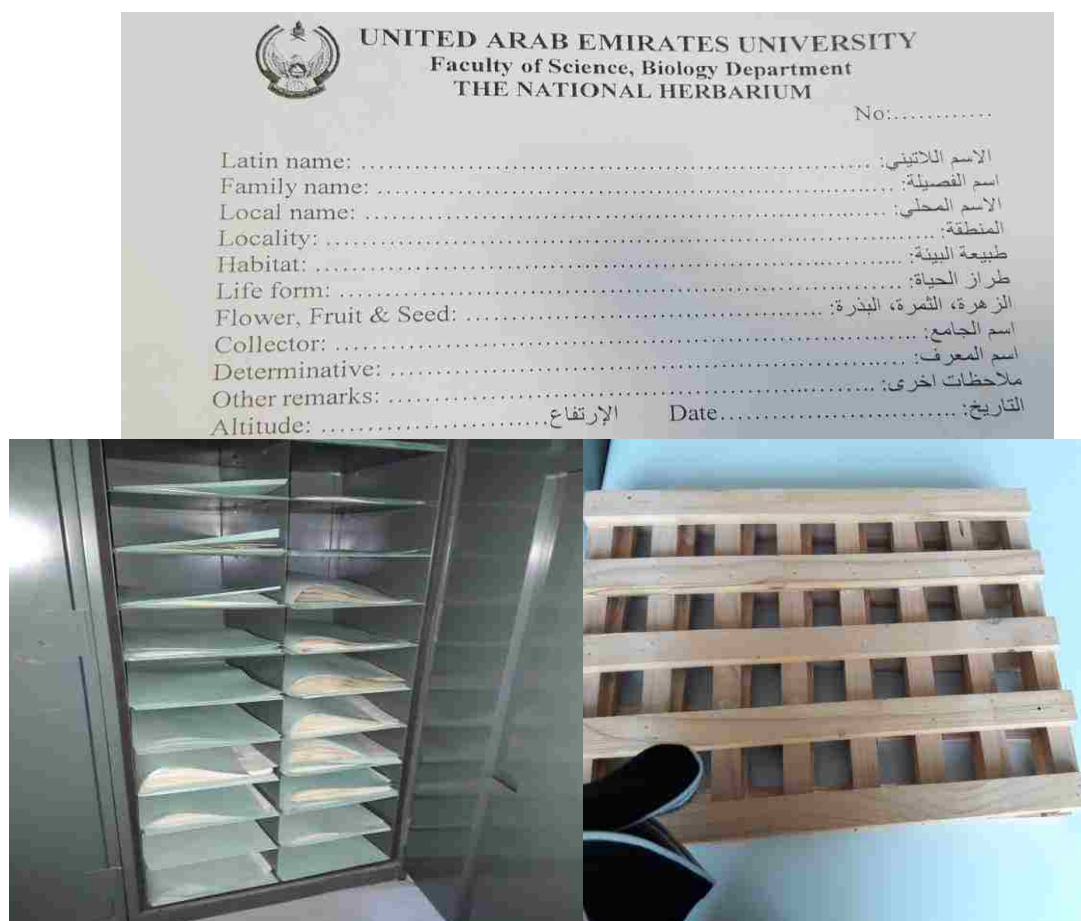 UNITED ARAB EMIRATES UNIVERSITY
Faculty of Science, Biology Department
THE NATIONAL HERBARIUM
No:............
Latin name: ........................................................................ الاسم اللاتيني:
Family name: ........................................................................ اسم الفصيلة:
Local name: ........................................................................ الاسم المحلي:
Locality: ........................................................................ المنطقة:
Habitat: ........................................................................ طبيعة البيئة:
Life form: ........................................................................ طراز الحياة:
Flower, Fruit & Seed: .................................................. الزهرة، الثمرة، البذرة:
Collector: ........................................................................ اسم الجامع:
Determinative: ........................................................................ اسم المعرف:
Other remarks: ........................................................................ ملاحظات اخرى:
Altitude: ..............................الإرتفاع Date.............................. التاريخ: